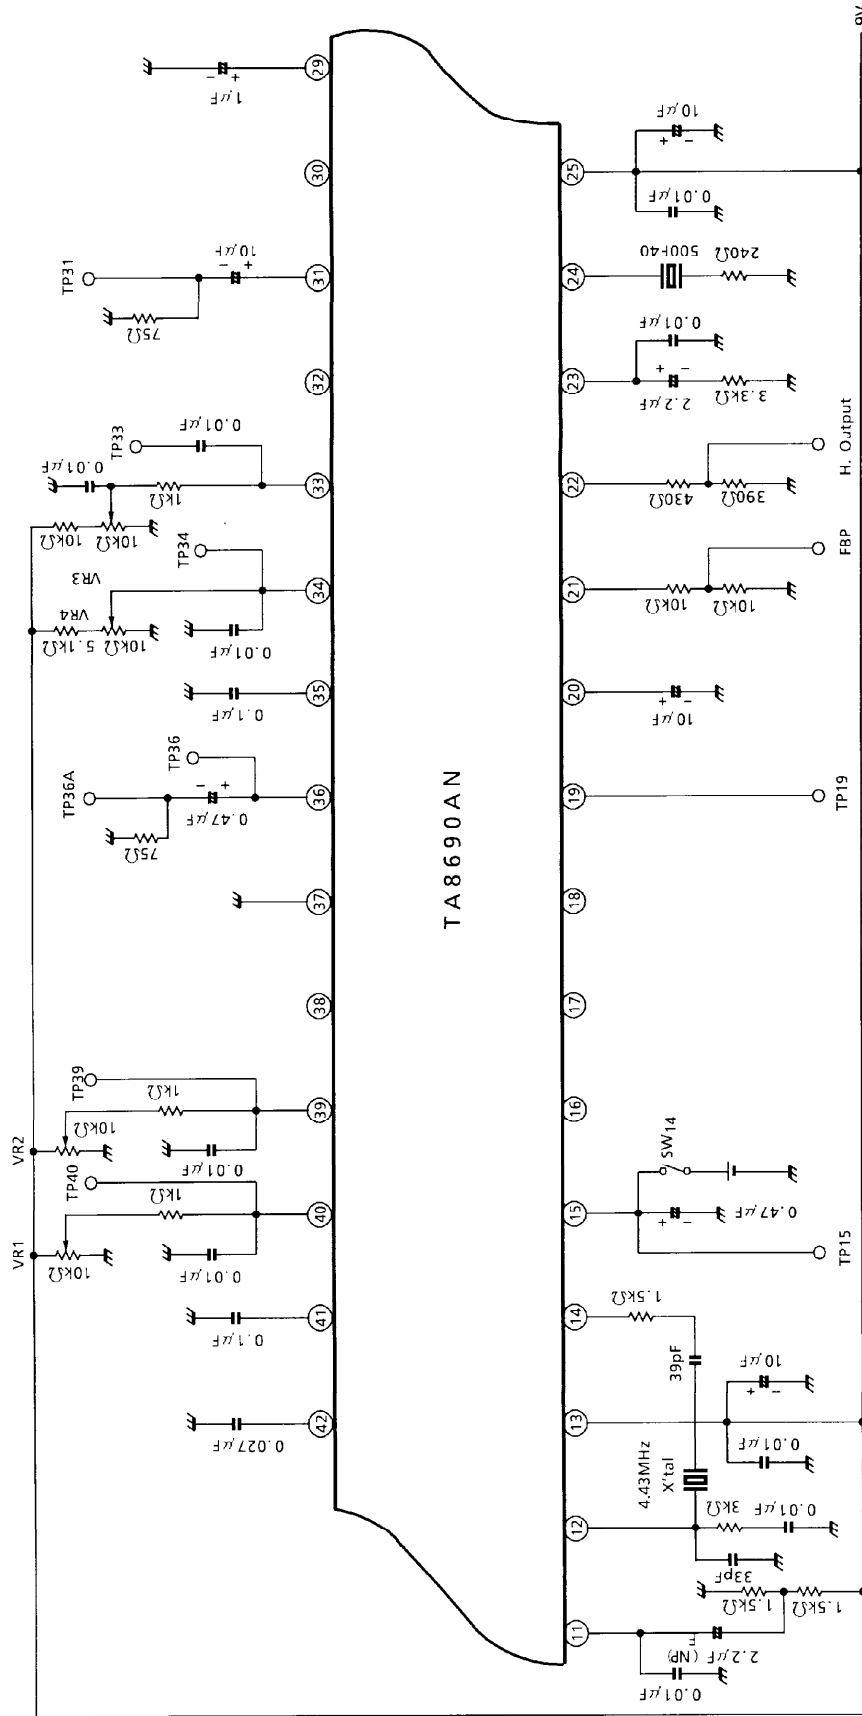 9V
29
1μF
30
31
10μF
TP31
75Ω
32
33
0.01μF
TP33
0.01μF
1kΩ
10kΩ
10kΩ
VR3
34
TP34
0.01μF
VR4
5.1kΩ
10kΩ
35
0.1μF
36
TP36
TP36A
0.47μF
75Ω
37
38
39
TP39
1kΩ
10kΩ
VR2
0.01μF
40
TP40
1kΩ
10kΩ
VR1
0.01μF
41
0.1μF
42
0.027μF
TA8690AN
25
10μF
0.01μF
24
500F40
240Ω
23
0.01μF
2.2μF
3.3kΩ
22
430Ω
390Ω
H. Output
21
10kΩ
10kΩ
FBP
20
10μF
19
TP19
18
17
16
15
SW14
0.47μF
TP15
14
1.5kΩ
39pF
13
10μF
0.01μF
4.43MHz
X'tal
12
3kΩ
0.01μF
33pF
11
1.5kΩ
1.5kΩ
2.2μF (NP)
F
0.01μF